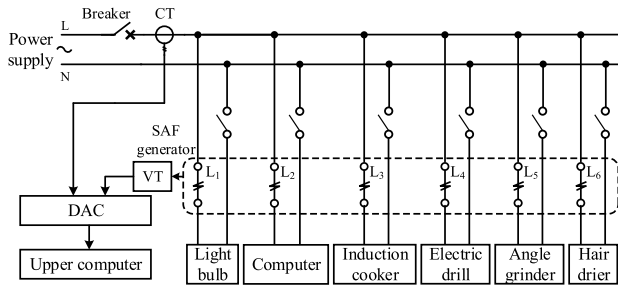 Breaker
CT
L
Power
supply
N
SAF
generator
VT
L1
L2
L3
L4
L5
L6
DAC
Upper computer
Light
bulb
Computer
Induction
cooker
Electric
drill
Angle
grinder
Hair
drier